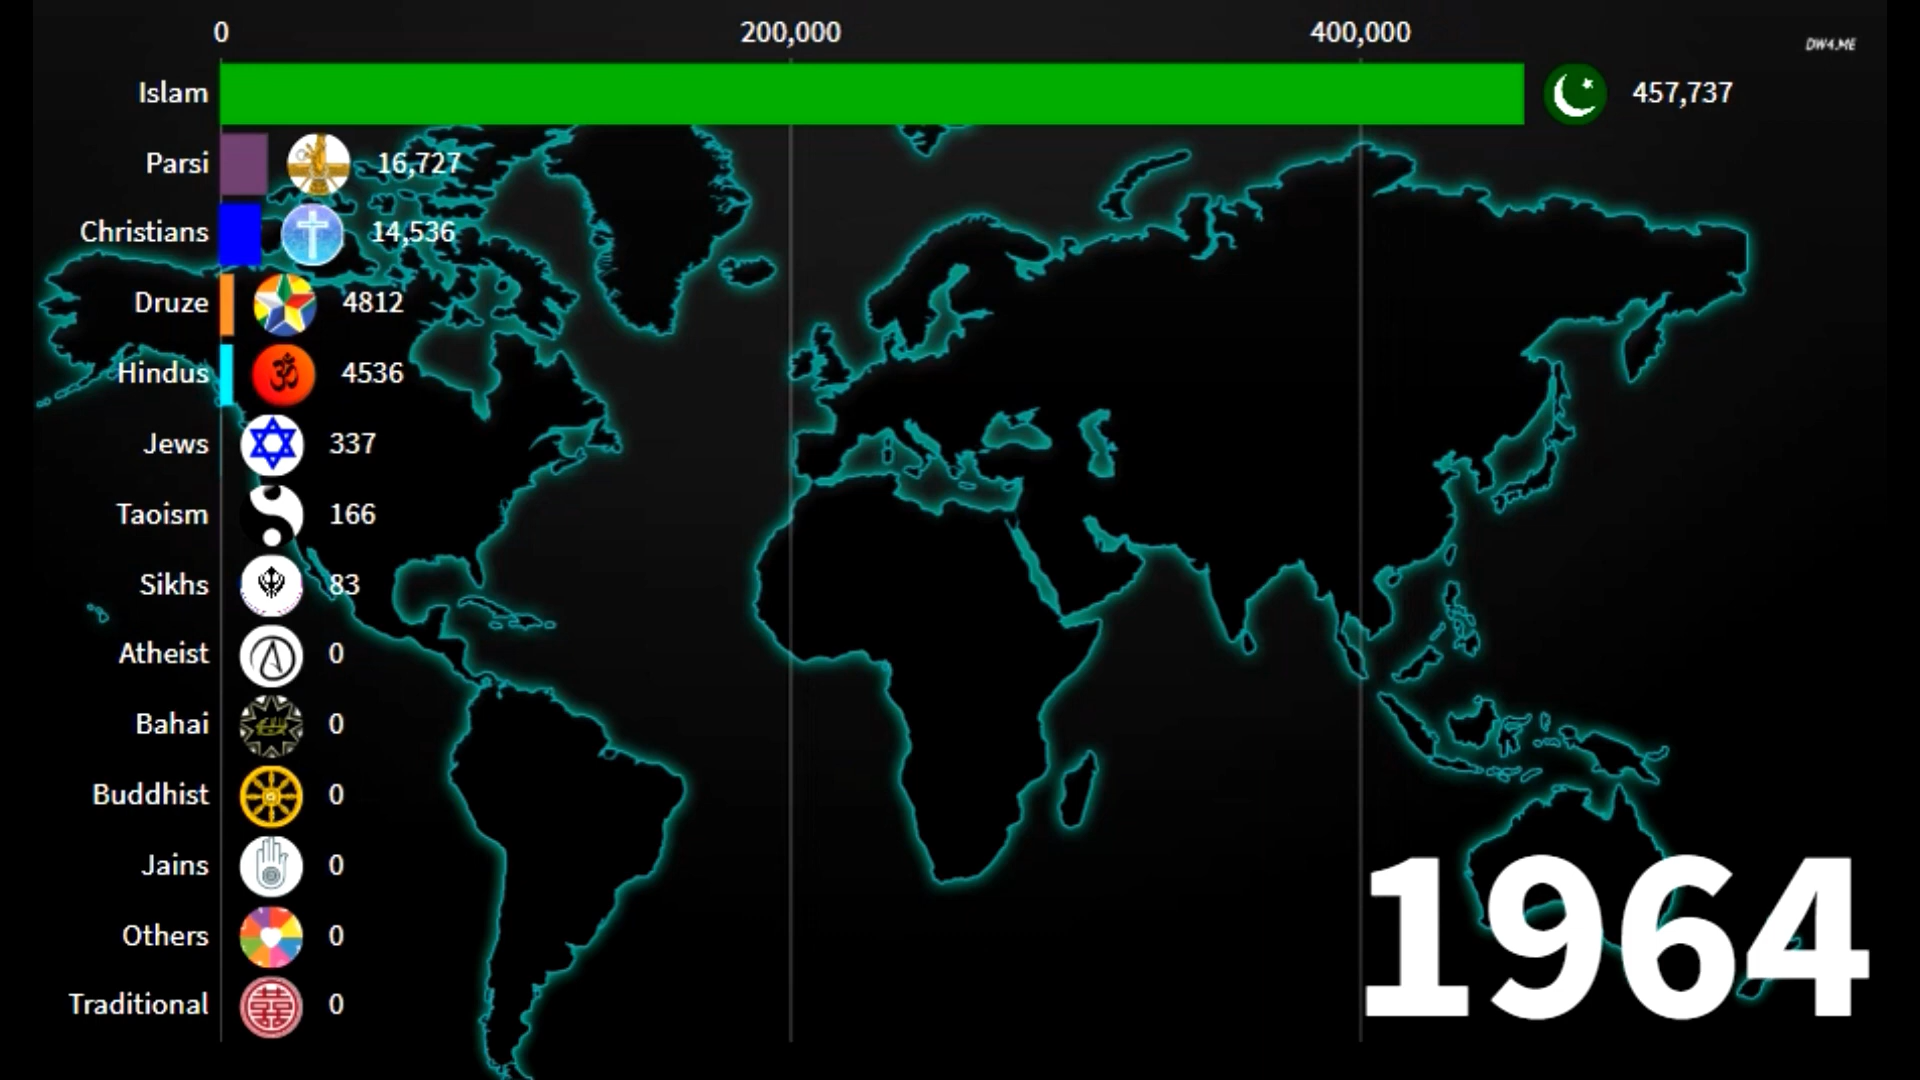 0 200,000 400,000
DW4.ME
Islam 457,737
Parsi 16,727
Christians 14,536
Druze 4812
Hindus 4536
Jews 337
Taoism 166
Sikhs 83
Atheist 0
Bahai 0
Buddhist 0
Jains 0
Others 0
Traditional 0
1964